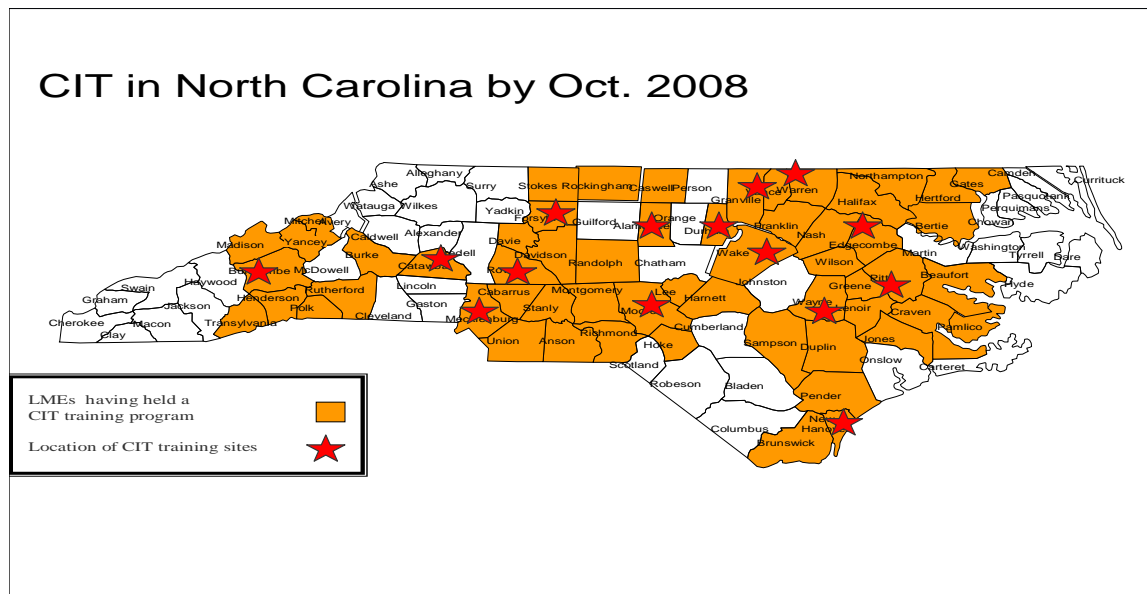 CIT in North Carolina by Oct. 2008
Alleghany
Ashe
Surry
Stokes
Rockingham
Caswell
Person
Granville
Warren
Northampton
Gates
Camden
Currituck
Pasquotank
Perquimans
Chowan
Watauga
Wilkes
Yadkin
Guilford
Orange
Franklin
Halifax
Hertford
Bertie
Mitchell
Avery
Caldwell
Alexander
Davie
Nash
Edgecombe
Madison
Yancey
Burke
Catawba
Davidson
Randolph
Chatham
Wake
Wilson
Martin
Washington
Tyrrell
Dare
Swain
Haywood
McDowell
Lincoln
Johnston
Greene
Pitt
Beaufort
Hyde
Graham
Jackson
Henderson
Rutherford
Cabarrus
Montgomery
Lee
Harnett
Wayne
Lenoir
Craven
Cherokee
Macon
Clay
Transylvania
Polk
Cleveland
Gaston
Mecklenburg
Stanly
Moore
Cumberland
Pamlico
Union
Anson
Richmond
Hoke
Sampson
Duplin
Jones
Onslow
Carteret
Scotland
Robeson
Bladen
Pender
Columbus
New
Hanover
Brunswick
LMEs having held a
CIT training program
Location of CIT training sites